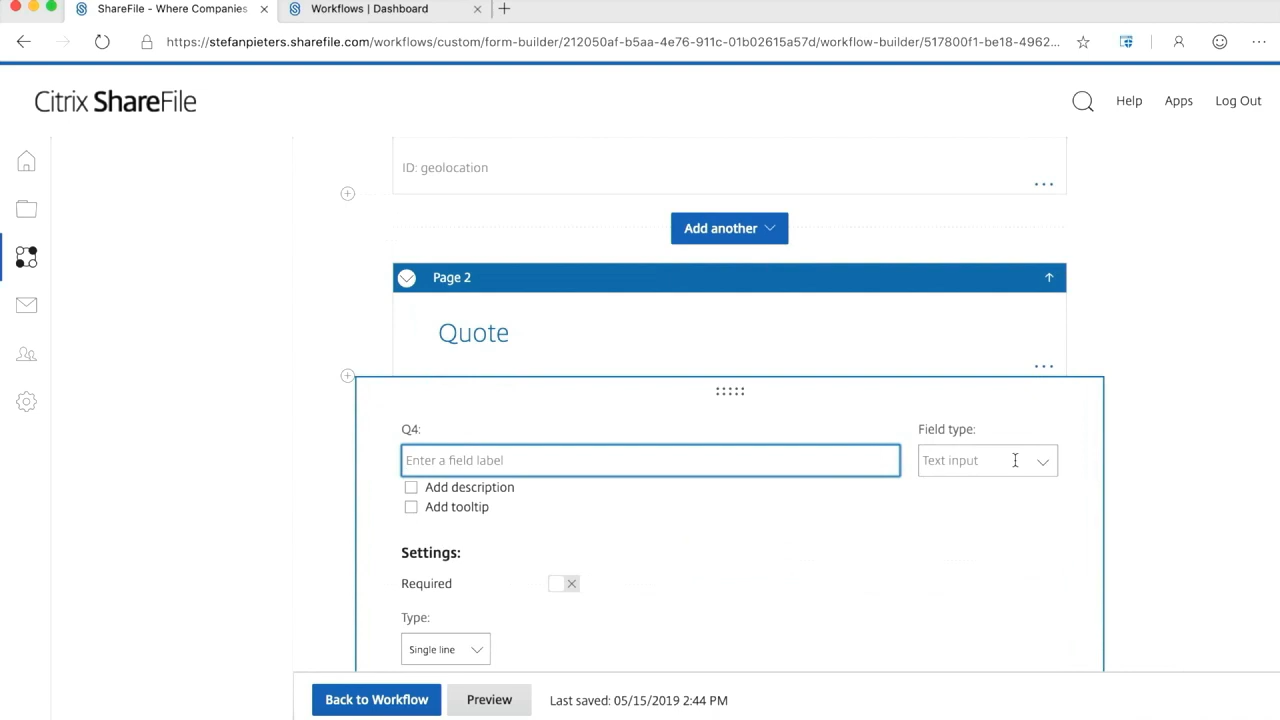 ShareFile - Where Companies
Workflows | Dashboard
https://stefanpieters.sharefile.com/workflows/custom/form-builder/212050af-b5aa-4e76-911c-01b02615a57d/workflow-builder/517800f1-be18-4962...
Citrix ShareFile
Help
Apps
Log Out
ID: geolocation
Add another
Page 2
Quote
Q4:
Field type:
Enter a field label
Text input
Add description
Add tooltip
Settings:
Required
Type:
Single line
Back to Workflow
Preview
Last saved: 05/15/2019 2:44 PM